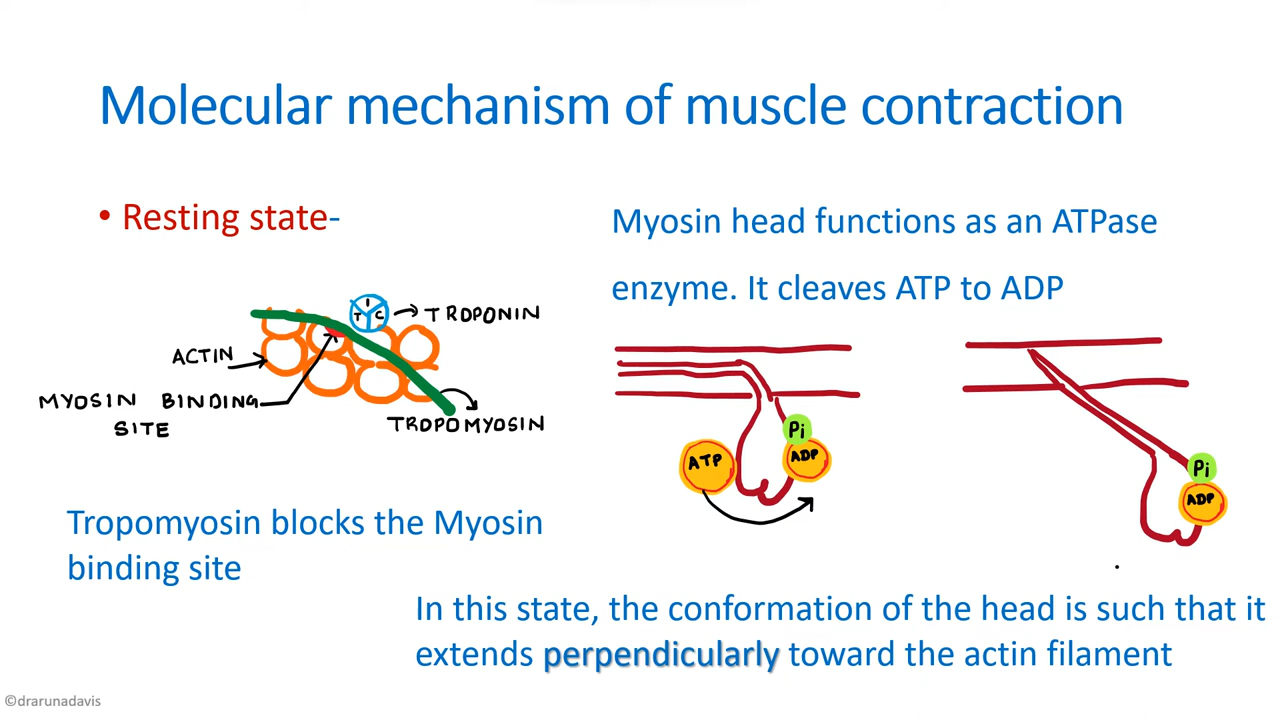 Molecular mechanism of muscle contraction
• Resting state-
I
T C
TROPONIN
ACTIN
MYOSIN BINDING
SITE
TROPOMYOSIN
Tropomyosin blocks the Myosin
binding site
Myosin head functions as an ATPase
enzyme. It cleaves ATP to ADP
Pi
ATP
ADP
Pi
ADP
In this state, the conformation of the head is such that it
extends perpendicularly toward the actin filament
©drarunadavis